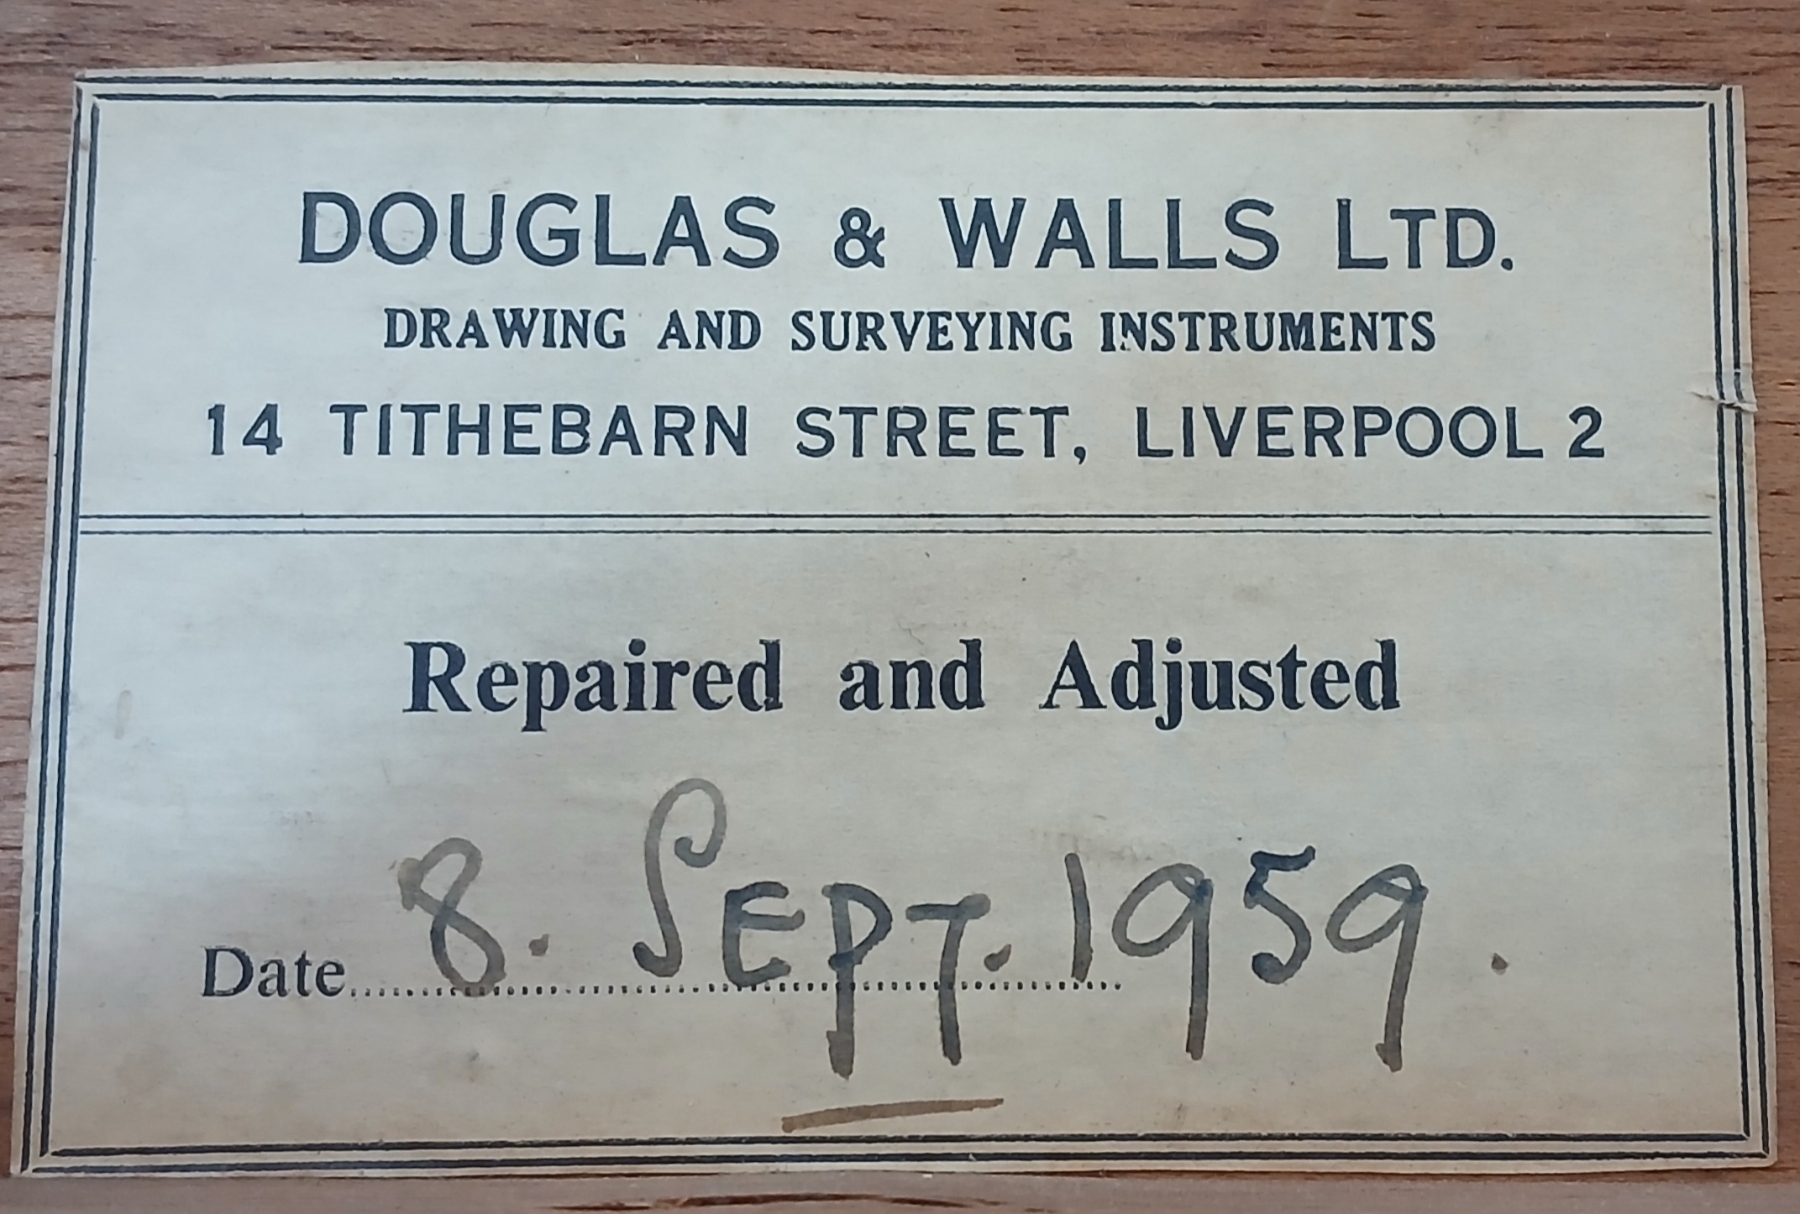 DOUGLAS & WALLS LTD.
DRAWING AND SURVEYING INSTRUMENTS
14 TITHEBARN STREET, LIVERPOOL 2
Repaired and Adjusted
Date 8. SEPT. 1959.